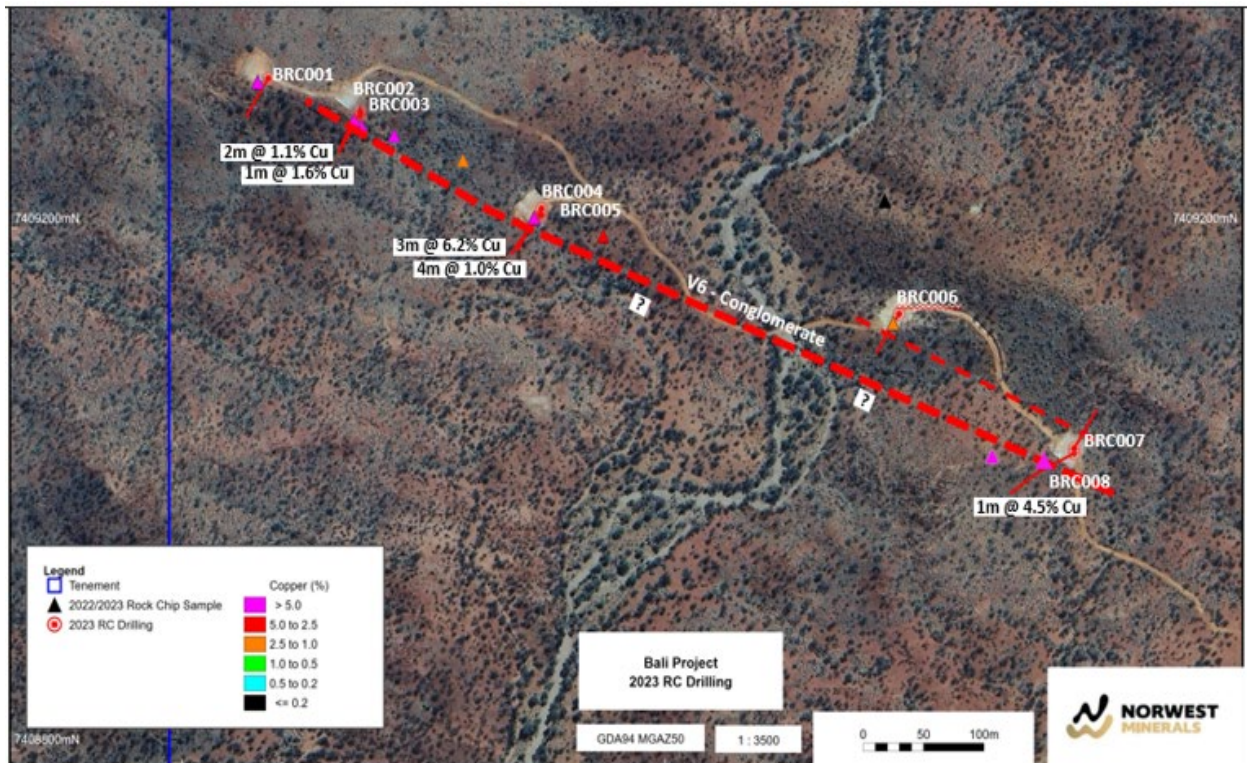 BRC001
BRC002
BRC003
2m @ 1.1% Cu
1m @ 1.6% Cu
7409200mN
7409200mN
BRC004
BRC005
3m @ 6.2% Cu
4m @ 1.0% Cu
?
V6 - Conglomerate
BRC006
?
BRC007
BRC008
1m @ 4.5% Cu
Legend
Tenement
2022/2023 Rock Chip Sample
2023 RC Drilling
Copper (%)
> 5.0
5.0 to 2.5
2.5 to 1.0
1.0 to 0.5
0.5 to 0.2
<= 0.2
7408800mN
Bali Project
2023 RC Drilling
GDA94 MGAZ50
1 : 3500
0 50 100m
NORWEST
MINERALS